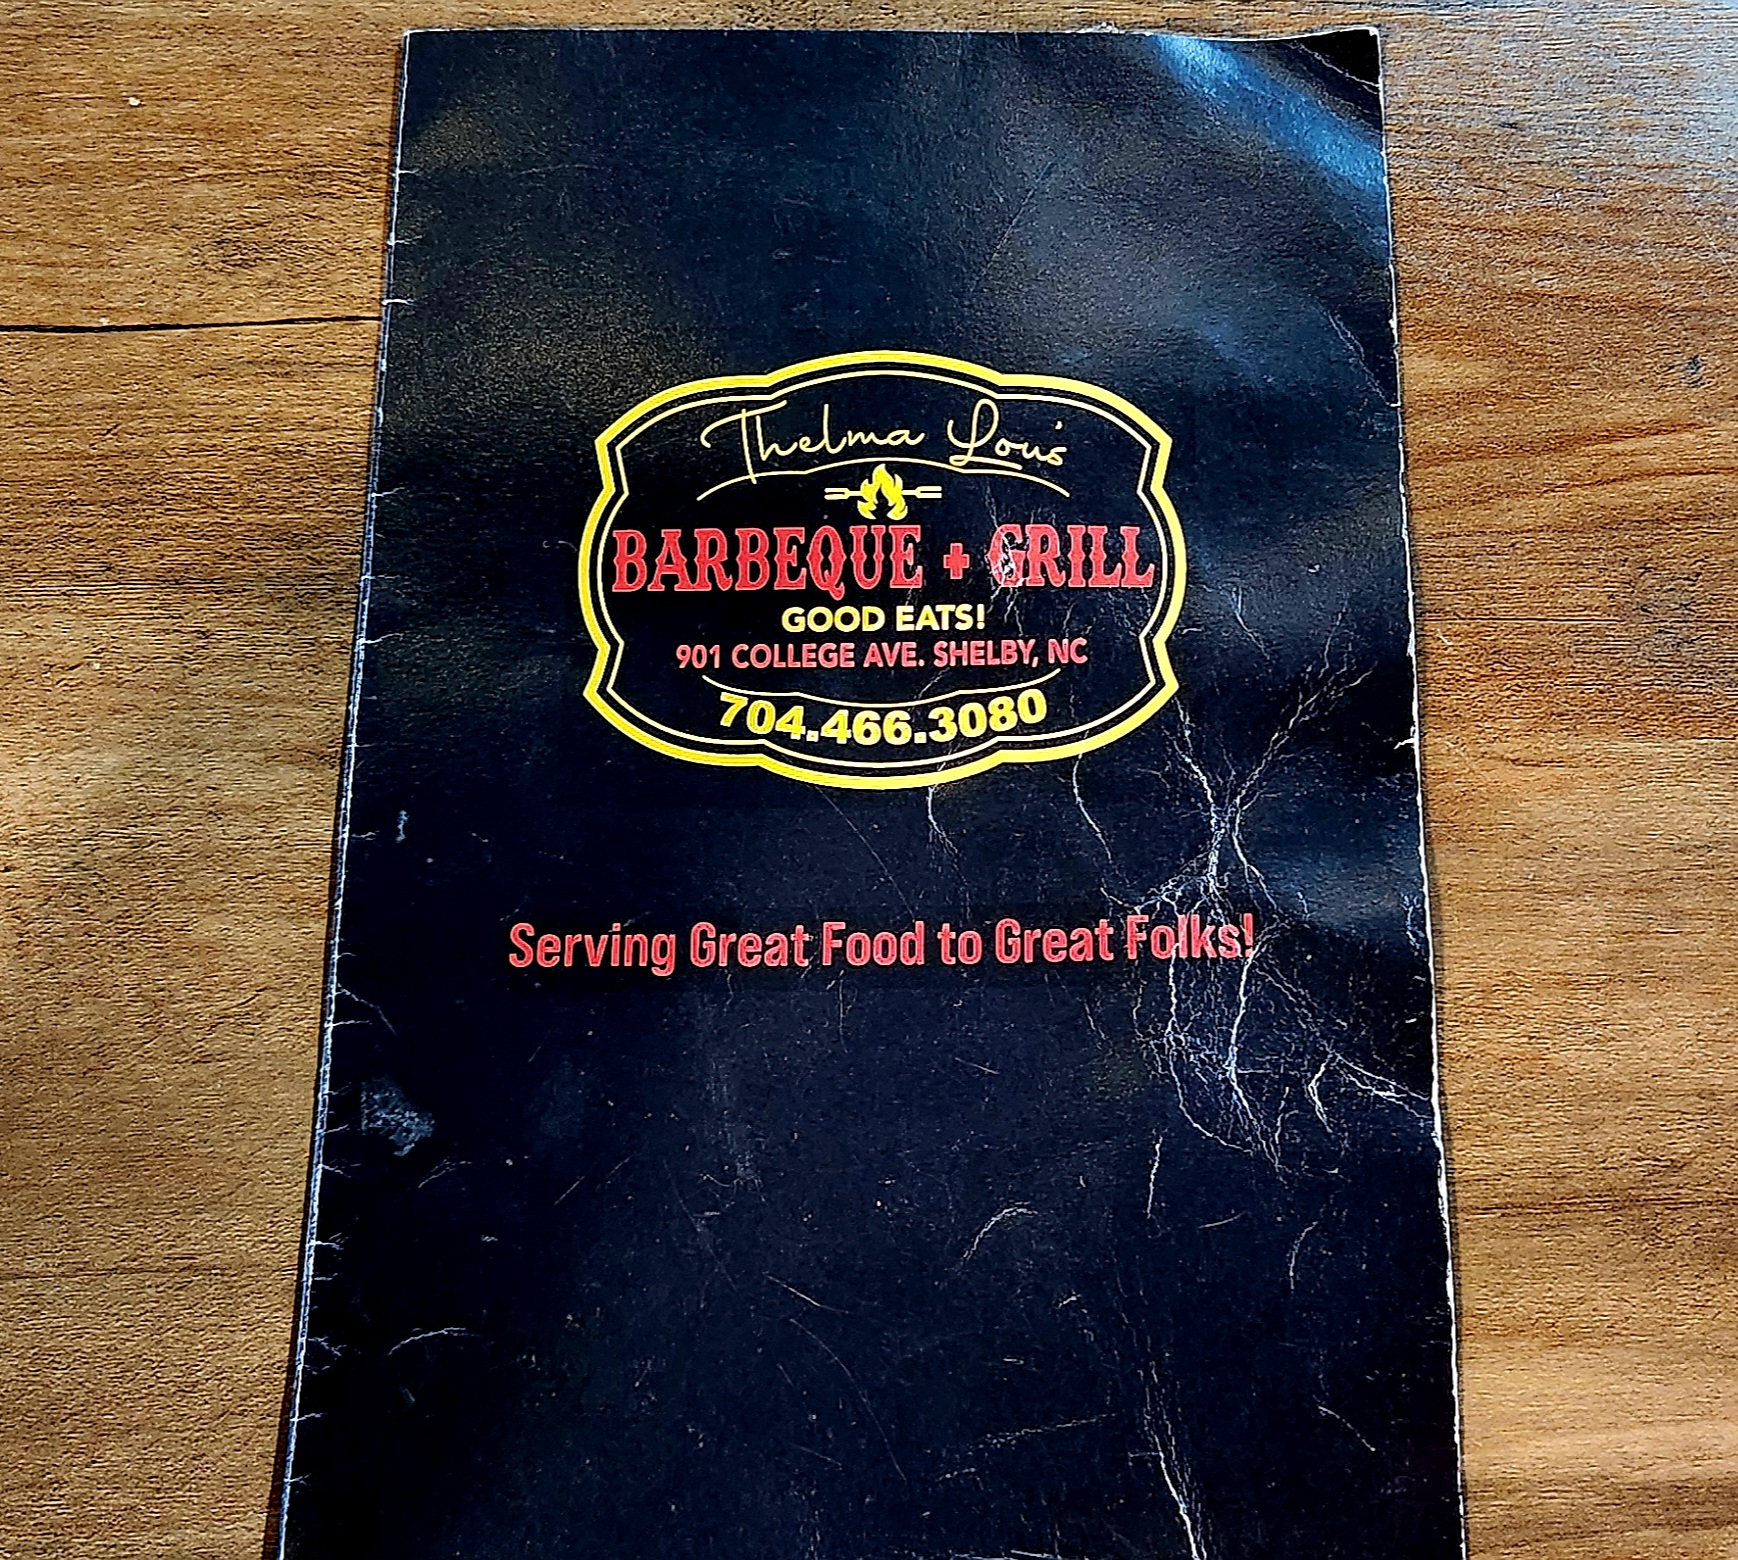 Thelma Lou's
BARBEQUE + GRILL
GOOD EATS!
901 COLLEGE AVE. SHELBY, NC
704.466.3080
Serving Great Food to Great Folks!